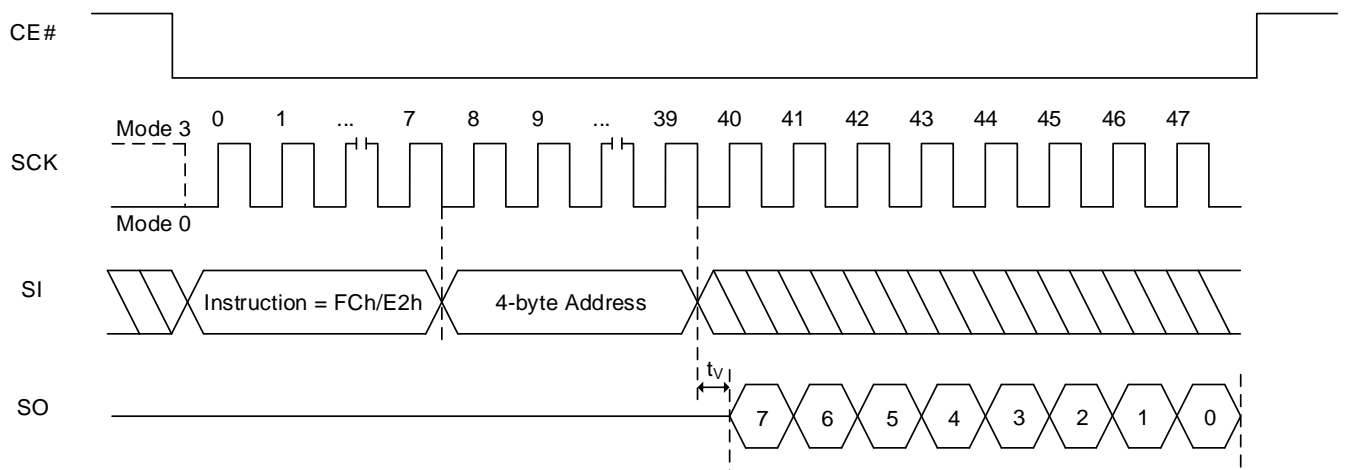 CE#
Mode 3 0 1 ... 7 8 9 ... 39 40 41 42 43 44 45 46 47
SCK
Mode 0
SI
Instruction = FCh/E2h 4-byte Address
tV
SO
7 6 5 4 3 2 1 0